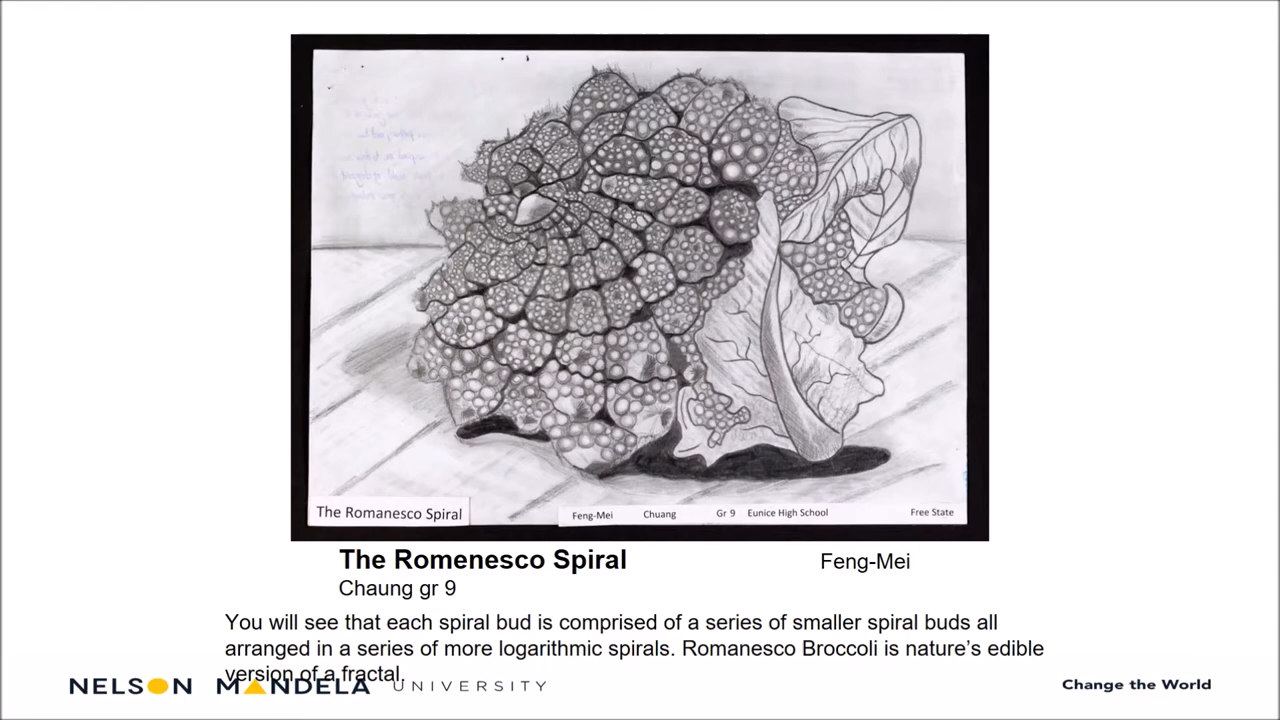 The Romanesco Spiral
Feng-Mei Chuang Gr 9 Eunice High School Free State
The Romenesco Spiral Feng-Mei
Chaung gr 9
You will see that each spiral bud is comprised of a series of smaller spiral buds all
arranged in a series of more logarithmic spirals. Romanesco Broccoli is nature's edible
version of a fractal.
NELSON MANDELA UNIVERSITY
Change the World